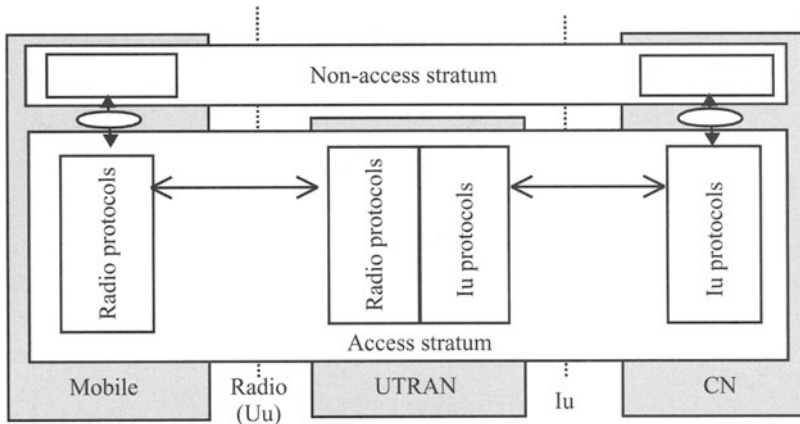 Non-access stratum
Radio protocols
Radio protocols
Iu protocols
Iu protocols
Access stratum
Mobile
Radio
(Uu)
UTRAN
Iu
CN